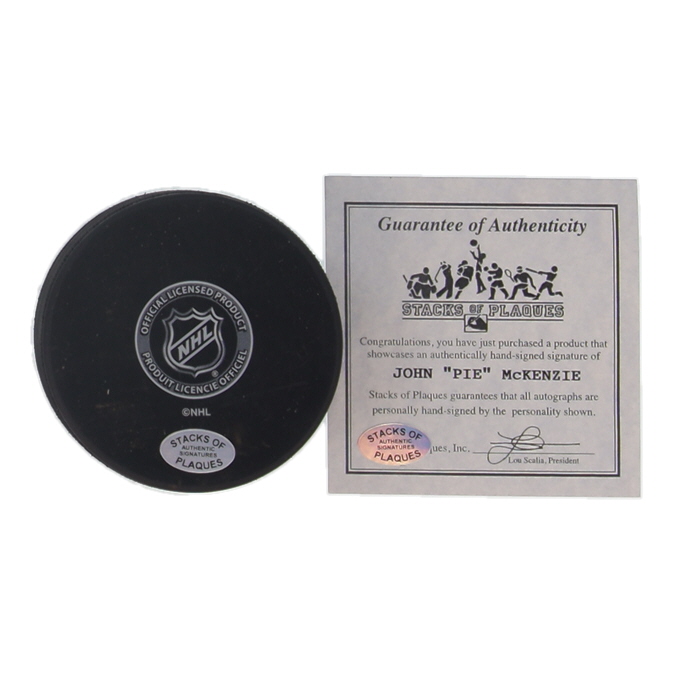 OFFICIAL LICENSED PRODUCT
NHL
®
PRODUIT LICENCIE OFFICIEL
©NHL
STACKS OF
AUTHENTIC
SIGNATURES
PLAQUES
Guarantee of Authenticity
STACKS OF PLAQUES
Congratulations, you have just purchased a product that
showcases an authentically hand-signed signature of
JOHN "PIE" McKENZIE
Stacks of Plaques guarantees that all autographs are
personally hand-signed by the personality shown.
STACKS OF
AUTHENTIC
SIGNATURES
PLAQUES
ques, Inc.
Lou Scalia, President